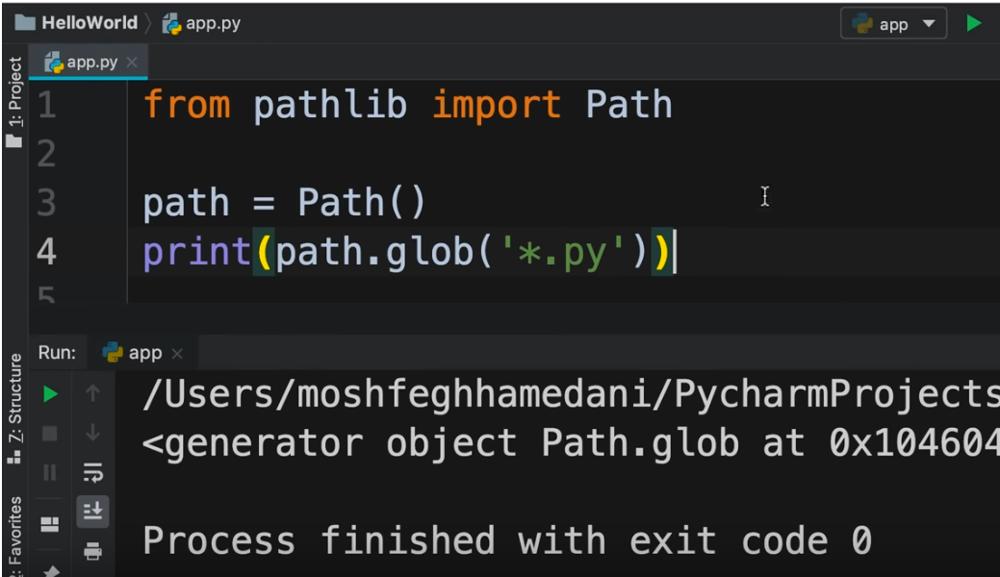 HelloWorld app.py
app
app.py
1: Project
1 from pathlib import Path
2
3 path = Path()
4 print(path.glob('*.py'))
5
Run: app
7: Structure
/Users/moshfeghhamedani/PycharmProjects
<generator object Path.glob at 0x104604
Process finished with exit code 0
Favorites